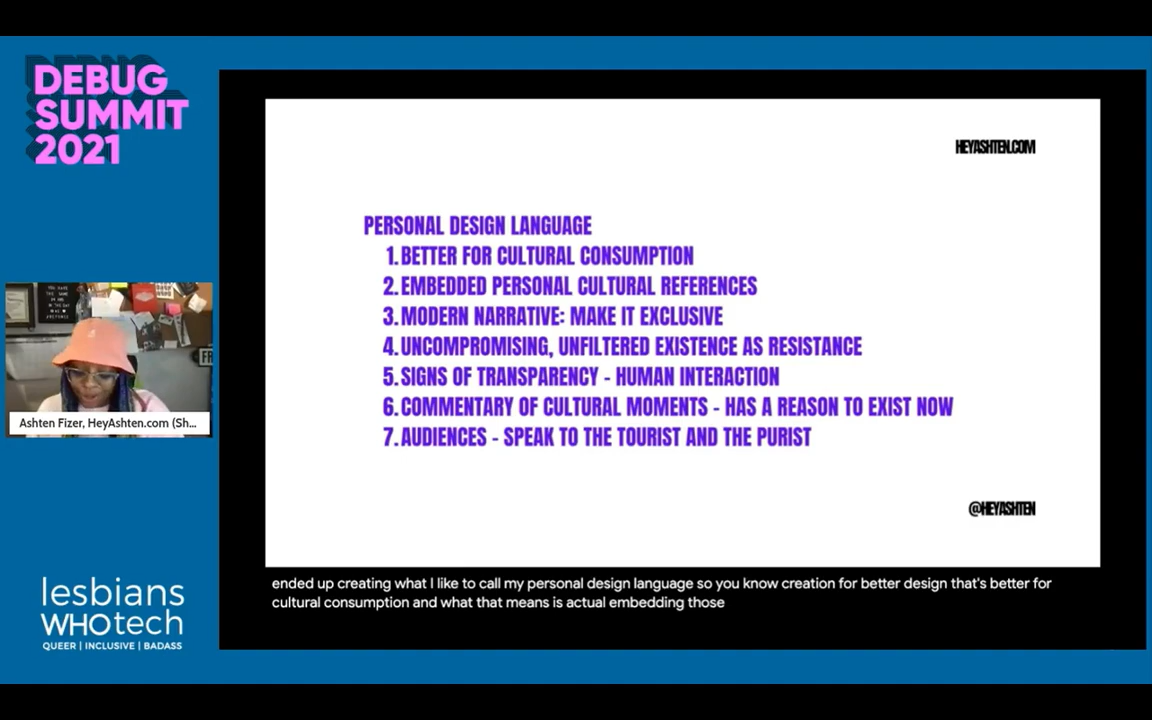 DEBUG
SUMMIT
2021
HEYASHTEN.COM
PERSONAL DESIGN LANGUAGE
1. BETTER FOR CULTURAL CONSUMPTION
2. EMBEDDED PERSONAL CULTURAL REFERENCES
3. MODERN NARRATIVE: MAKE IT EXCLUSIVE
4. UNCOMPROMISING, UNFILTERED EXISTENCE AS RESISTANCE
5. SIGNS OF TRANSPARENCY - HUMAN INTERACTION
6. COMMENTARY OF CULTURAL MOMENTS - HAS A REASON TO EXIST NOW
7. AUDIENCES - SPEAK TO THE TOURIST AND THE PURIST
@HEYASHTEN
Ashten Fizer, HeyAshten.com (Sh...
lesbians
WHOtech
QUEER | INCLUSIVE | BADASS
ended up creating what I like to call my personal design language so you know creation for better design that's better for
cultural consumption and what that means is actual embedding those